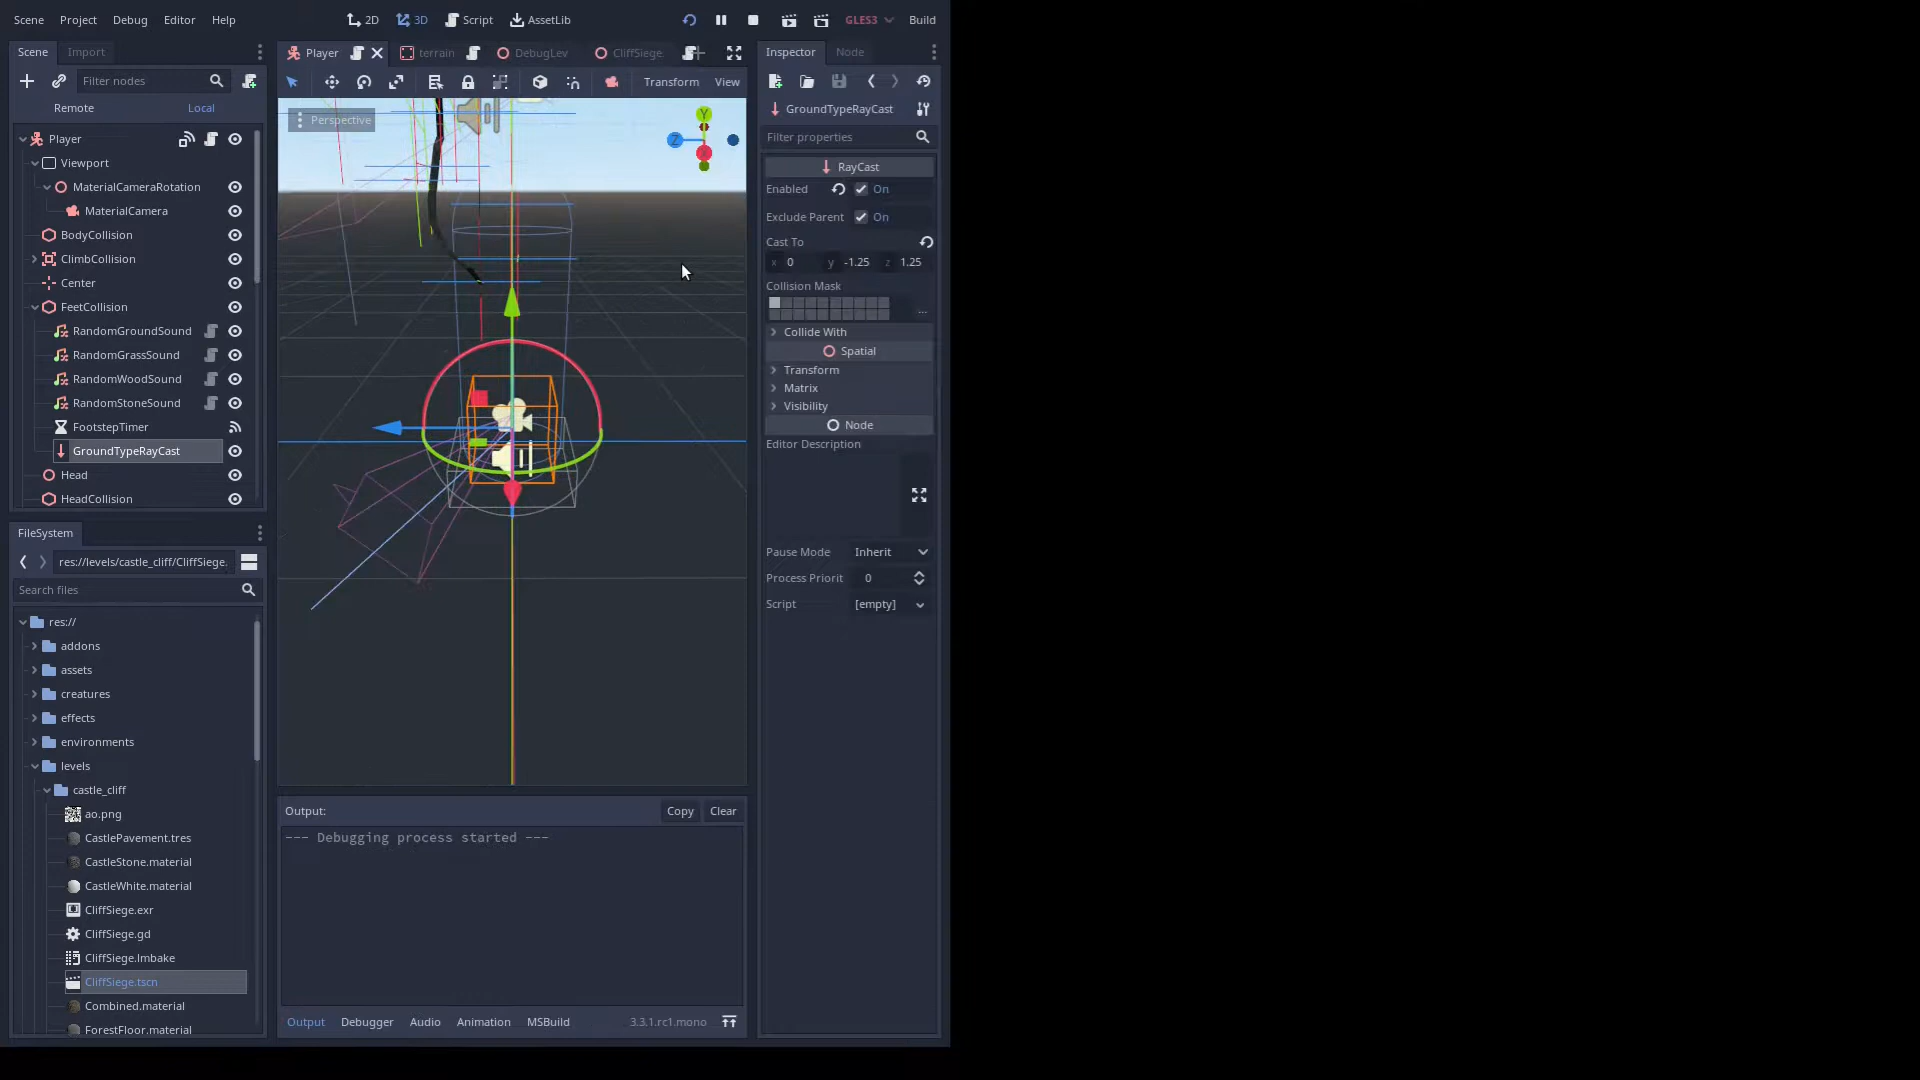 Scene Project Debug Editor Help 2D 3D Script AssetLib GLES3 Build
Scene Import
Filter nodes
Remote Local
Player
Viewport
MaterialCameraRotation
MaterialCamera
BodyCollision
ClimbCollision
Center
FeetCollision
RandomGroundSound
RandomGrassSound
RandomWoodSound
RandomStoneSound
FootstepTimer
GroundTypeRayCast
Head
HeadCollision
FileSystem
res://levels/castle_cliff/CliffSiege.
Search files
res://
addons
assets
creatures
effects
environments
levels
castle_cliff
ao.png
CastlePavement.tres
CastleStone.material
CastleWhite.material
CliffSiege.exr
CliffSiege.gd
CliffSiege.lmbake
CliffSiege.tscn
Combined.material
ForestFloor.material
Player terrain DebugLev CliffSiege
Transform View
Perspective
Y
Z
X
Output: Copy Clear
--- Debugging process started ---
Output Debugger Audio Animation MSBuild 3.3.1.rc1.mono
Inspector Node
GroundTypeRayCast
Filter properties
RayCast
Enabled On
Exclude Parent On
Cast To
x 0 y -1.25 z 1.25
Collision Mask
...
Collide With
Spatial
Transform
Matrix
Visibility
Node
Editor Description
Pause Mode Inherit
Process Priorit 0
Script [empty]